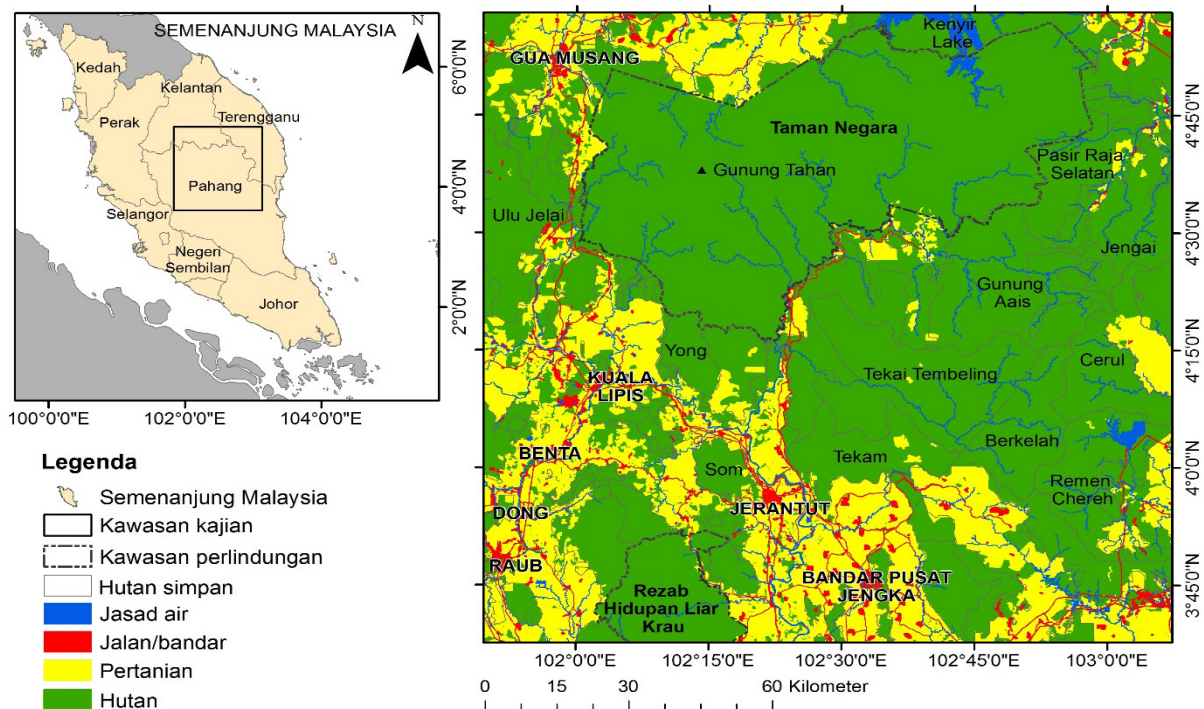 SEMENANJUNG MALAYSIA
N
Kedah
Kelantan
Perak
Terengganu
Pahang
Selangor
Negeri
Sembilan
Johor
6°0'0"N
4°0'0"N
2°0'0"N
100°0'0"E
102°0'0"E
104°0'0"E
Legenda
Semenanjung Malaysia
Kawasan kajian
Kawasan perlindungan
Hutan simpan
Jasad air
Jalan/bandar
Pertanian
Hutan
GUA MUSANG
Kenyir
Lake
Taman Negara
Gunung Tahan
Pasir Raja
Selatan
Ulu Jelai
Jengai
Gunung
Aais
Yong
Cerul
Tekai Tembeling
KUALA
LIPIS
Berkelah
BENTA
Som
Tekam
Remen
Chereh
DONG
JERANTUT
RAUB
BANDAR PUSAT
JENGKA
Rezab
Hidupan Liar
Krau
4°45'0"N
4°30'0"N
4°15'0"N
4°0'0"N
3°45'0"N
102°0'0"E
102°15'0"E
102°30'0"E
102°45'0"E
103°0'0"E
0
15
30
60 Kilometer